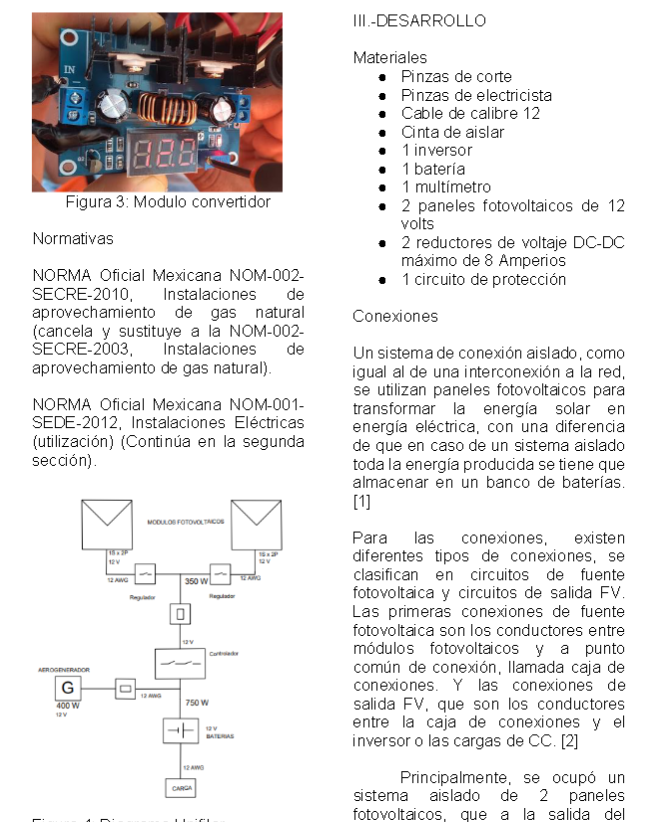 IN
12.0
Figura 3: Modulo convertidor
Normativas
NORMA Oficial Mexicana NOM-002-
SECRE-2010, Instalaciones de
aprovechamiento de gas natural
(cancela y sustituye a la NOM-002-
SECRE-2003, Instalaciones de
aprovechamiento de gas natural).
NORMA Oficial Mexicana NOM-001-
SEDE-2012, Instalaciones Eléctricas
(utilización) (Continúa en la segunda
sección).
MODULOS FOTOVOLTRICOS
1S x 2P
12 V
1S x 2P
12 V
12 AWG
350 W
12 AWG
Regulador
Regulador
12 V
Controlador
AEROGENERADOR
G
400 W
12 V
12 AWG
750 W
12 V
BATERIAS
12 AWG
CARGA
III.-DESARROLLO
Materiales
Pinzas de corte
Pinzas de electricista
Cable de calibre 12
Cinta de aislar
1 inversor
1 batería
1 multímetro
2 paneles fotovoltaicos de 12
volts
2 reductores de voltaje DC-DC
máximo de 8 Amperios
1 circuito de protección
Conexiones
Un sistema de conexión aislado, como
igual al de una interconexión a la red,
se utilizan paneles fotovoltaicos para
transformar la energía solar en
energía eléctrica, con una diferencia
de que en caso de un sistema aislado
toda la energía producida se tiene que
almacenar en un banco de baterías.
[1]
Para las conexiones, existen
diferentes tipos de conexiones, se
clasifican en circuitos de fuente
fotovoltaica y circuitos de salida FV.
Las primeras conexiones de fuente
fotovoltaica son los conductores entre
módulos fotovoltaicos y a punto
común de conexión, llamada caja de
conexiones. Y las conexiones de
salida FV, que son los conductores
entre la caja de conexiones y el
inversor o las cargas de CC. [2]
Principalmente, se ocupó un
sistema aislado de 2 paneles
fotovoltaicos, que a la salida del